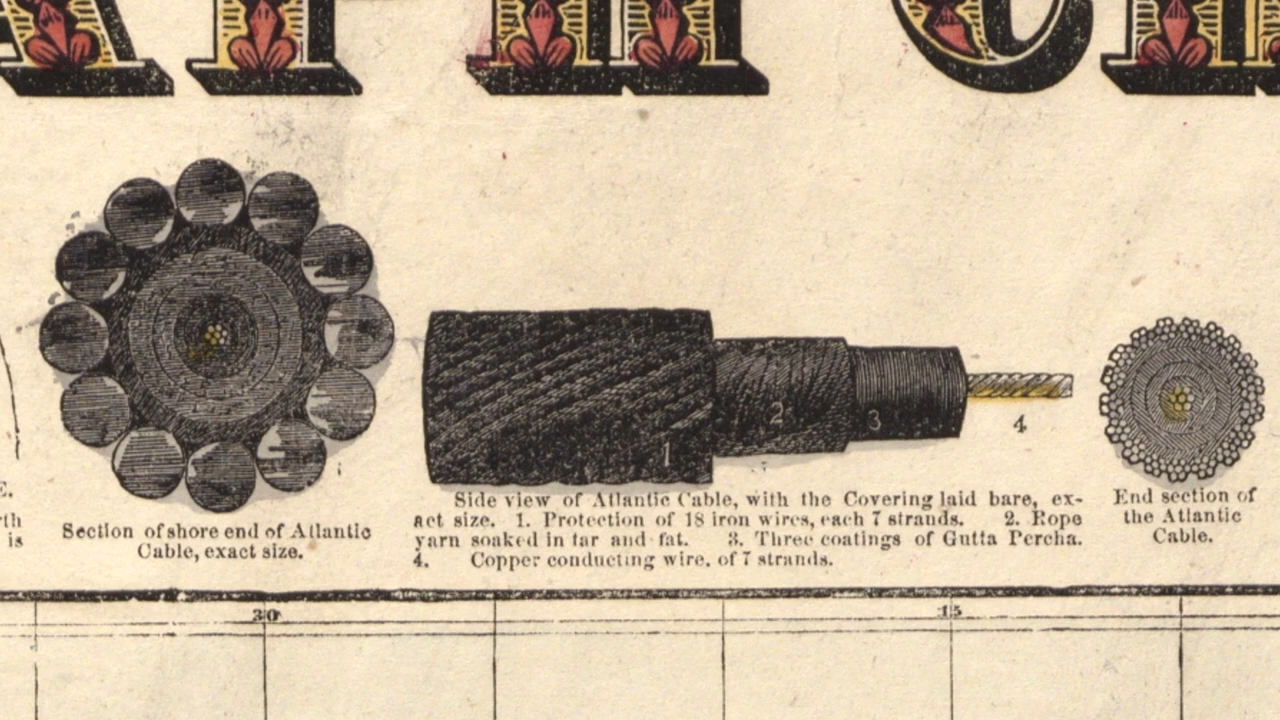 APH CH
Section of shore end of Atlantic
Cable, exact size.
1
2
3
4
Side view of Atlantic Cable, with the Covering laid bare, ex-
act size. 1. Protection of 18 iron wires, each 7 strands. 2. Rope
yarn soaked in tar and fat. 3. Three coatings of Gutta Percha.
4. Copper conducting wire, of 7 strands.
End section of
the Atlantic
Cable.
is
30
15